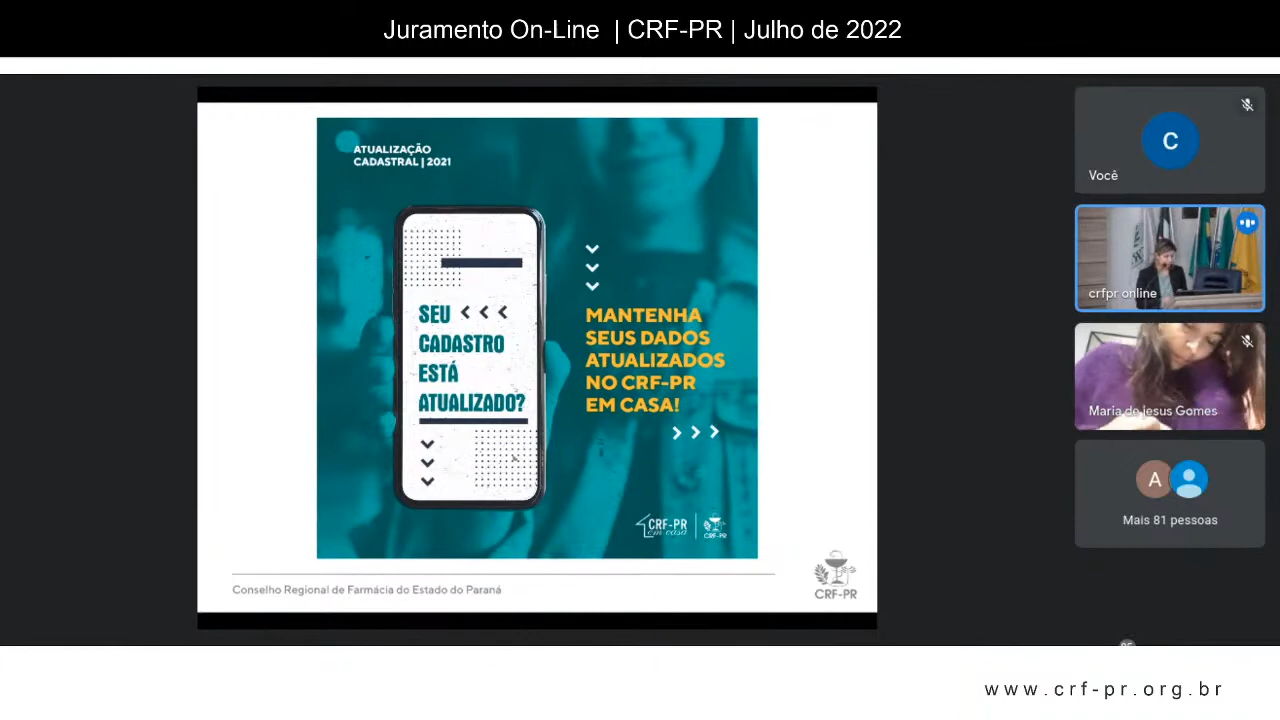 Juramento On-Line | CRF-PR | Julho de 2022
ATUALIZAÇÃO
CADASTRAL | 2021
SEU
CADASTRO
ESTÁ
ATUALIZADO?
MANTENHA
SEUS DADOS
ATUALIZADOS
NO CRF-PR
EM CASA!
CRF-PR
em casa
CRF-PR
Conselho Regional de Farmácia do Estado do Paraná
CRF-PR
C
Você
crfpr online
Maria de jesus Gomes
A
Mais 81 pessoas
www.crf-pr.org.br